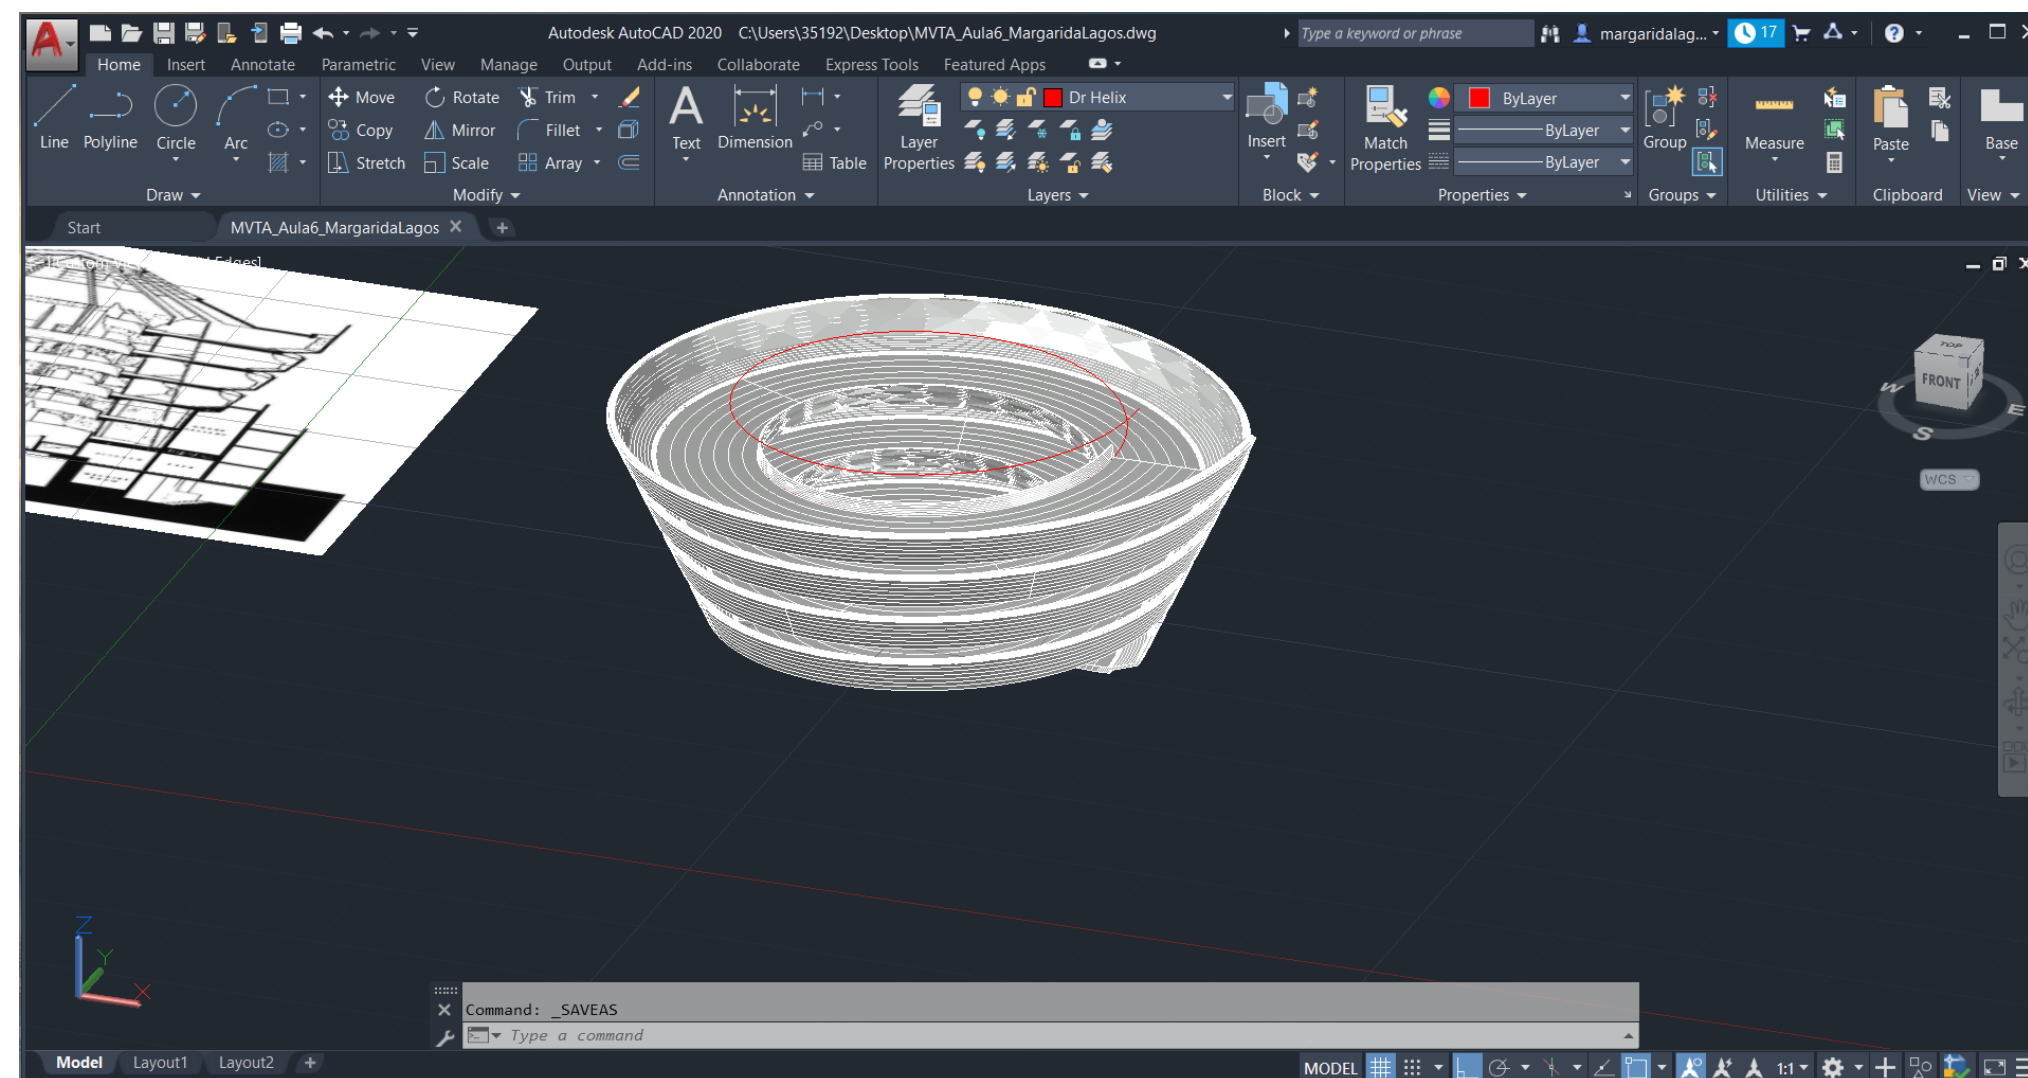 Autodesk AutoCAD 2020 C:\Users\35192\Desktop\MVTA_Aula6_MargaridaLagos.dwg Type a keyword or phrase margaridalag... 17
Home Insert Annotate Parametric View Manage Output Add-ins Collaborate Express Tools Featured Apps
Move Rotate Trim Dr Helix ByLayer
Copy Mirror Fillet ByLayer
Line Polyline Circle Arc Text Dimension Layer Insert Match Group Measure Paste Base
Stretch Scale Array Table Properties Properties ByLayer
Draw Modify Annotation Layers Block Properties Groups Utilities Clipboard View
Start MVTA_Aula6_MargaridaLagos
TOP
FRONT
W
E
S
WCS
Z
Y
X
Command: _SAVEAS
Type a command
Model Layout1 Layout2
MODEL 1:1